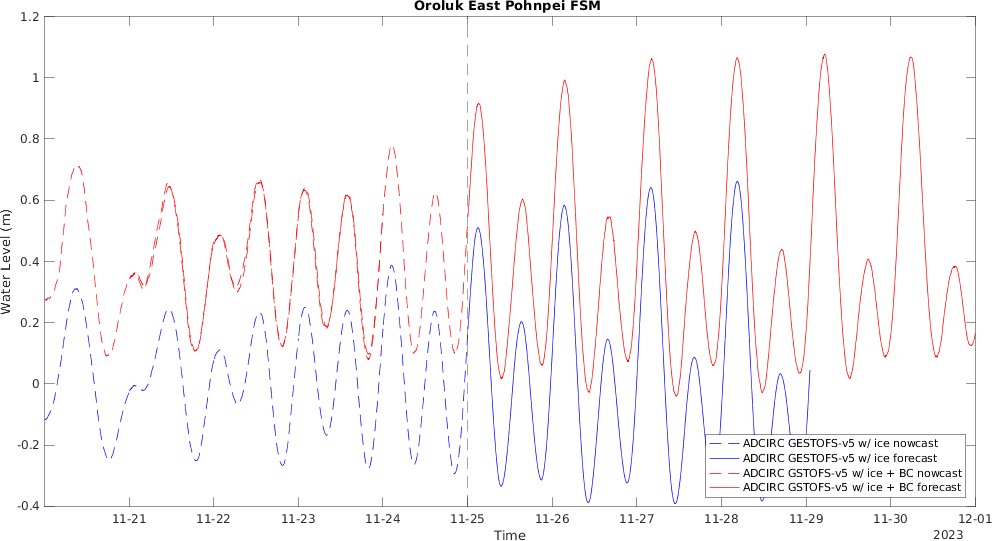 Oroluk East Pohnpei FSM
1.2
1
0.8
0.6
0.4
0.2
0
-0.2
-0.4
Water Level (m)
ADCIRC GESTOFS-v5 w/ ice nowcast
ADCIRC GESTOFS-v5 w/ ice forecast
ADCIRC GSTOFS-v5 w/ ice + BC nowcast
ADCIRC GSTOFS-v5 w/ ice + BC forecast
11-21 11-22 11-23 11-24 11-25 11-26 11-27 11-28 11-29 11-30 12-01
Time
2023